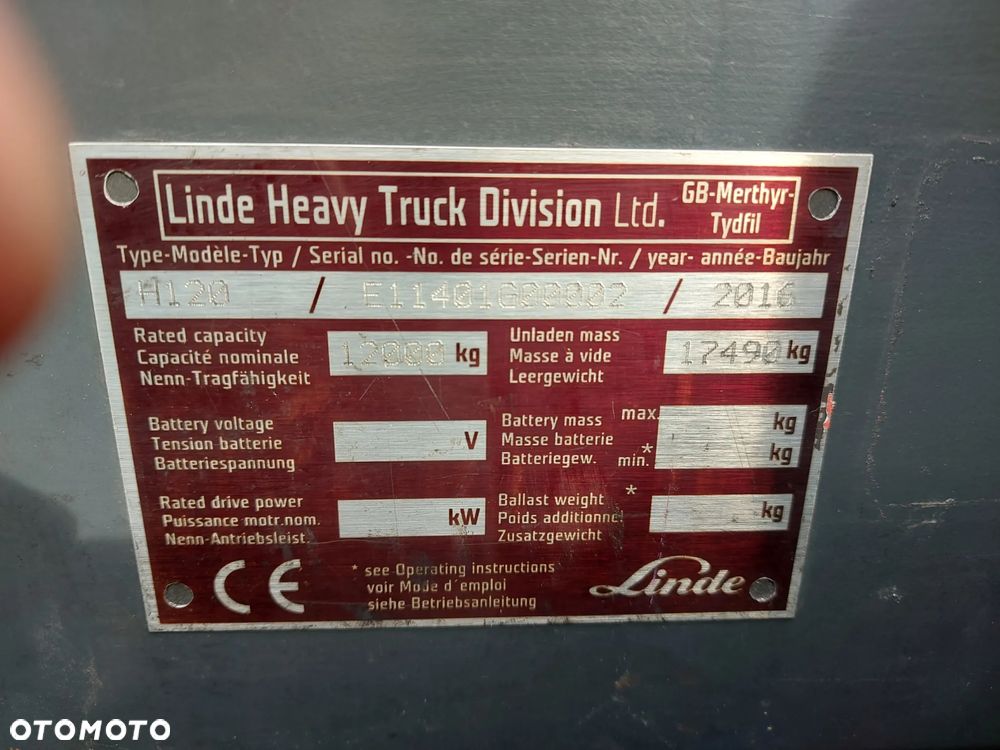 Linde Heavy Truck Division Ltd. GB-Merthyr-
Tydfil
Type-Modèle-Typ / Serial no. -No. de série-Serien-Nr. / year- année-Baujahr
H120 / E11401G00002 / 2016
Rated capacity
Capacité nominale
Nenn-Tragfähigkeit
12000 kg
Unladen mass
Masse à vide
Leergewicht
17490 kg
Battery voltage
Tension batterie
Batteriespannung
V
Battery mass max. kg
Masse batterie
Batteriegew. min.* kg
Rated drive power
Puissance motr.nom.
Nenn-Antriebsleist.
kW
Ballast weight *
Poids additionnel
Zusatzgewicht
kg
CE
* see Operating instructions
voir Mode d´emploi
siehe Betriebsanleitung
Linde
OTOMOTO